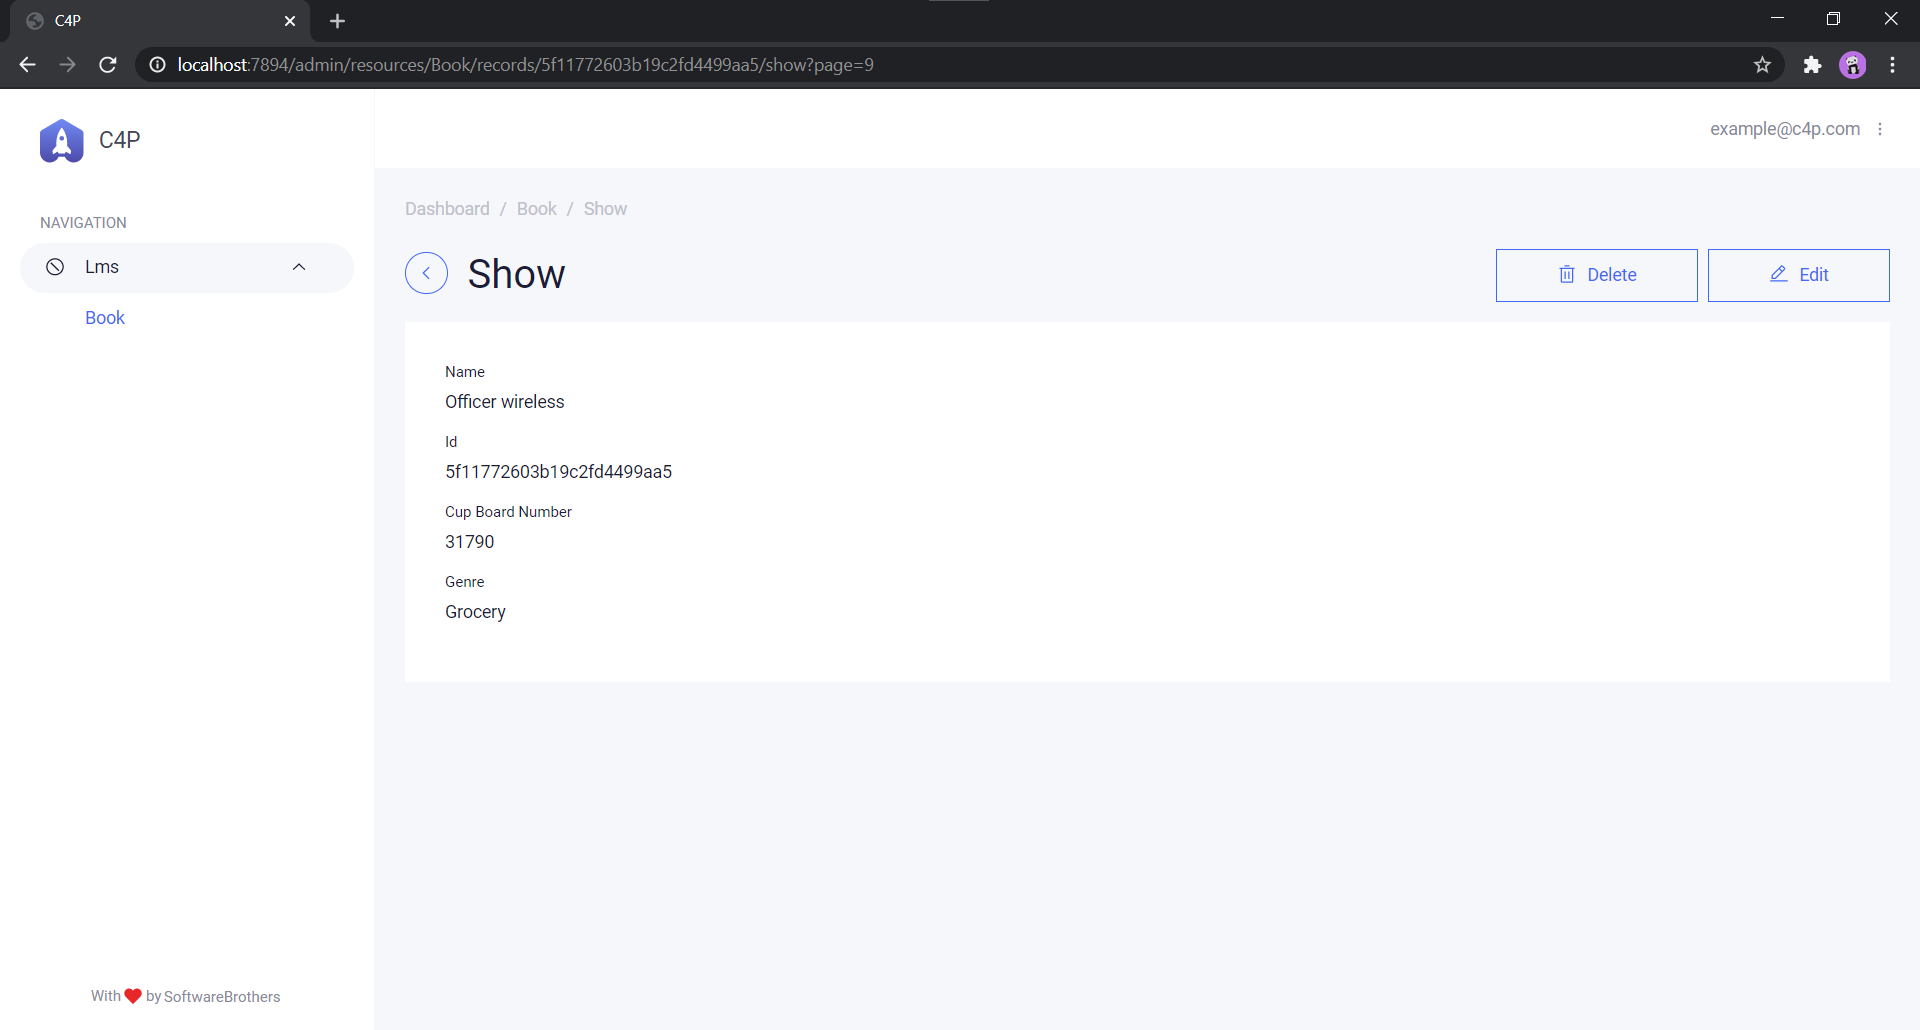 C4P
localhost:7894/admin/resources/Book/records/5f11772603b19c2fd4499aa5/show?page=9
C4P
example@c4p.com
NAVIGATION
Lms
Book
Dashboard / Book / Show
Show
Delete
Edit
Name
Officer wireless
Id
5f11772603b19c2fd4499aa5
Cup Board Number
31790
Genre
Grocery
With ❤ by SoftwareBrothers